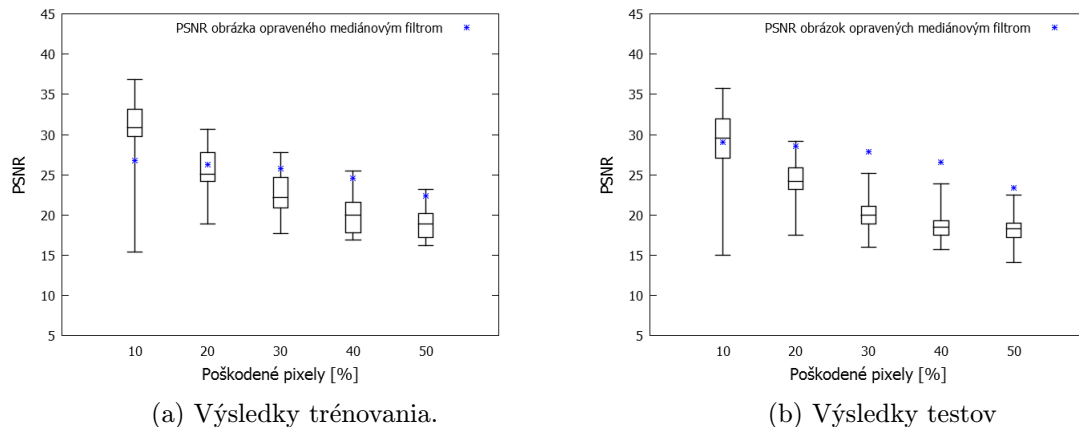 45
40
35
30
25
20
15
10
5
PSNR
PSNR obrázka opraveného mediánovým filtrom
10 20 30 40 50
Poškodené pixely [%]
(a) Výsledky trénovania.
45
40
35
30
25
20
15
10
5
PSNR
PSNR obrázok opravených mediánovým filtrom
10 20 30 40 50
Poškodené pixely [%]
(b) Výsledky testov